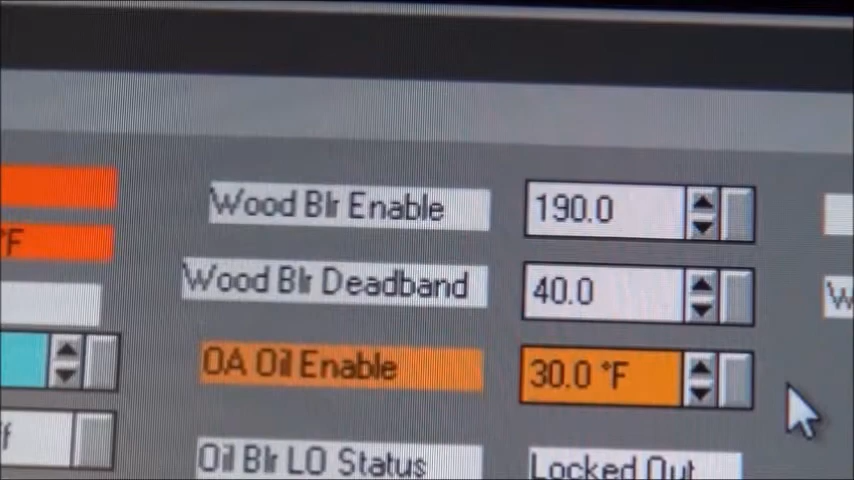 °F
Wood Blr Enable 190.0
Wood Blr Deadband 40.0
OA Oil Enable 30.0 °F
Oil Blr LO Status Locked Out